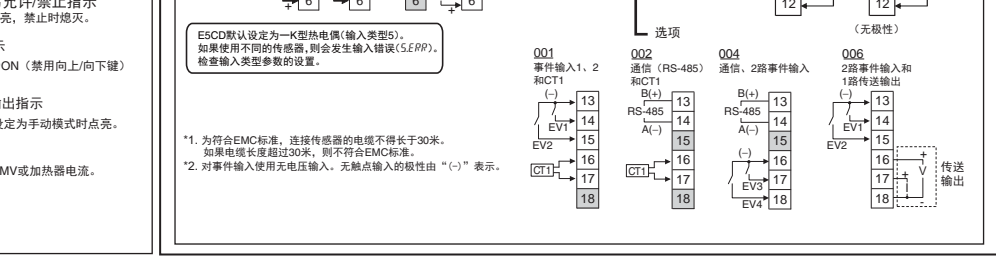 允许/禁止指示
亮，禁止时熄灭。
示
ON（禁用向上/向下键）
出指示
设定为手动模式时点亮。
MV或加热器电流。
+ 6
6
6
+ 6
E5CD默认设定为—K型热电偶(输入类型5)。
如果使用不同的传感器,则会发生输入错误(S.ERR)。
检查输入类型参数的设置。
*1. 为符合EMC标准，连接传感器的电缆不得长于30米。
如果电缆长度超过30米，则不符合EMC标准。
*2. 对事件输入使用无电压输入。无触点输入的极性由“(–)”表示。
12
12
（无极性）
选项
001
事件输入1、2
和CT1
(–)
EV1
EV2
CT1
13
14
15
16
17
18
002
通信（RS-485）
和CT1
B(+)
RS-485
A(–)
CT1
13
14
15
16
17
18
004
通信、2路事件输入
B(+)
RS-485
A(–)
(–)
EV3
EV4
13
14
15
16
17
18
006
2路事件输入和
1路传送输出
(–)
EV1
EV2
13
14
15
16
17
18
+
+ V
-
传送
输出